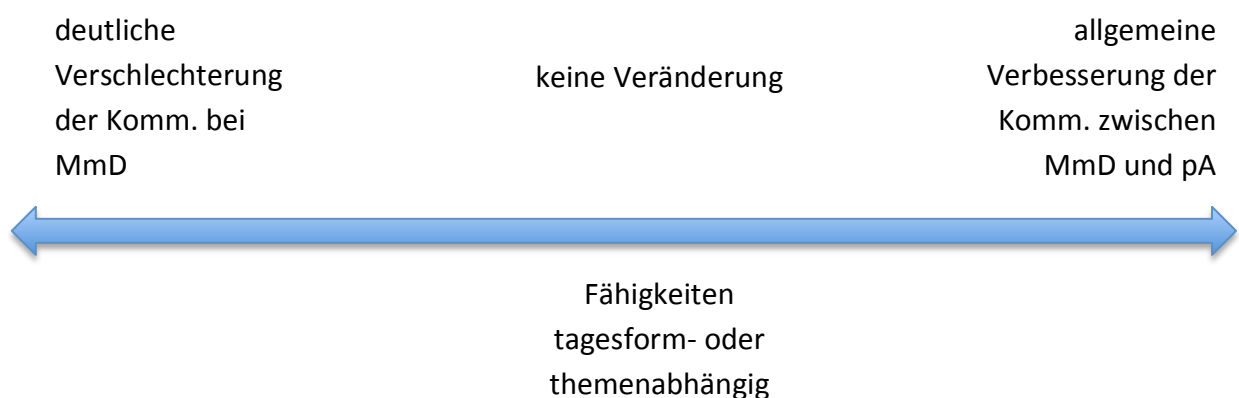 deutliche
Verschlechterung
der Komm. bei
MmD
keine Veränderung
allgemeine
Verbesserung der
Komm. zwischen
MmD und pA
Fähigkeiten
tagesform- oder
themenabhängig